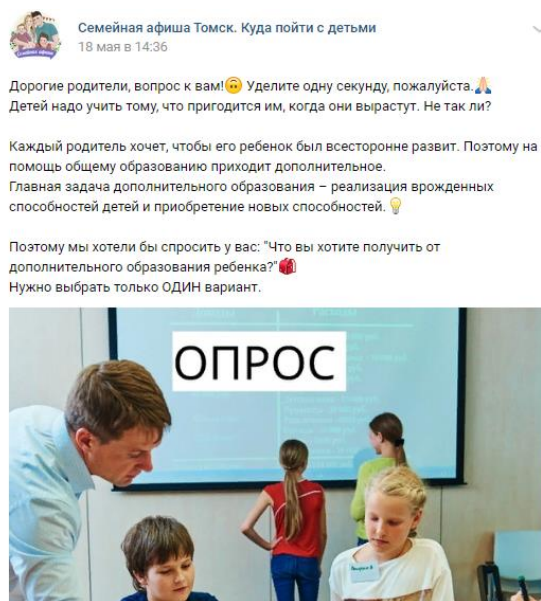 Семейная афиша Томск. Куда пойти с детьми
18 мая в 14:36
Дорогие родители, вопрос к вам!🙃 Уделите одну секунду, пожалуйста.🙏
Детей надо учить тому, что пригодится им, когда они вырастут. Не так ли?
Каждый родитель хочет, чтобы его ребенок был всесторонне развит. Поэтому на
помощь общему образованию приходит дополнительное.
Главная задача дополнительного образования – реализация врожденных
способностей детей и приобретение новых способностей.💡
Поэтому мы хотели бы спросить у вас: "Что вы хотите получить от
дополнительного образования ребенка?"🎒
Нужно выбрать только ОДИН вариант.
ОПРОС